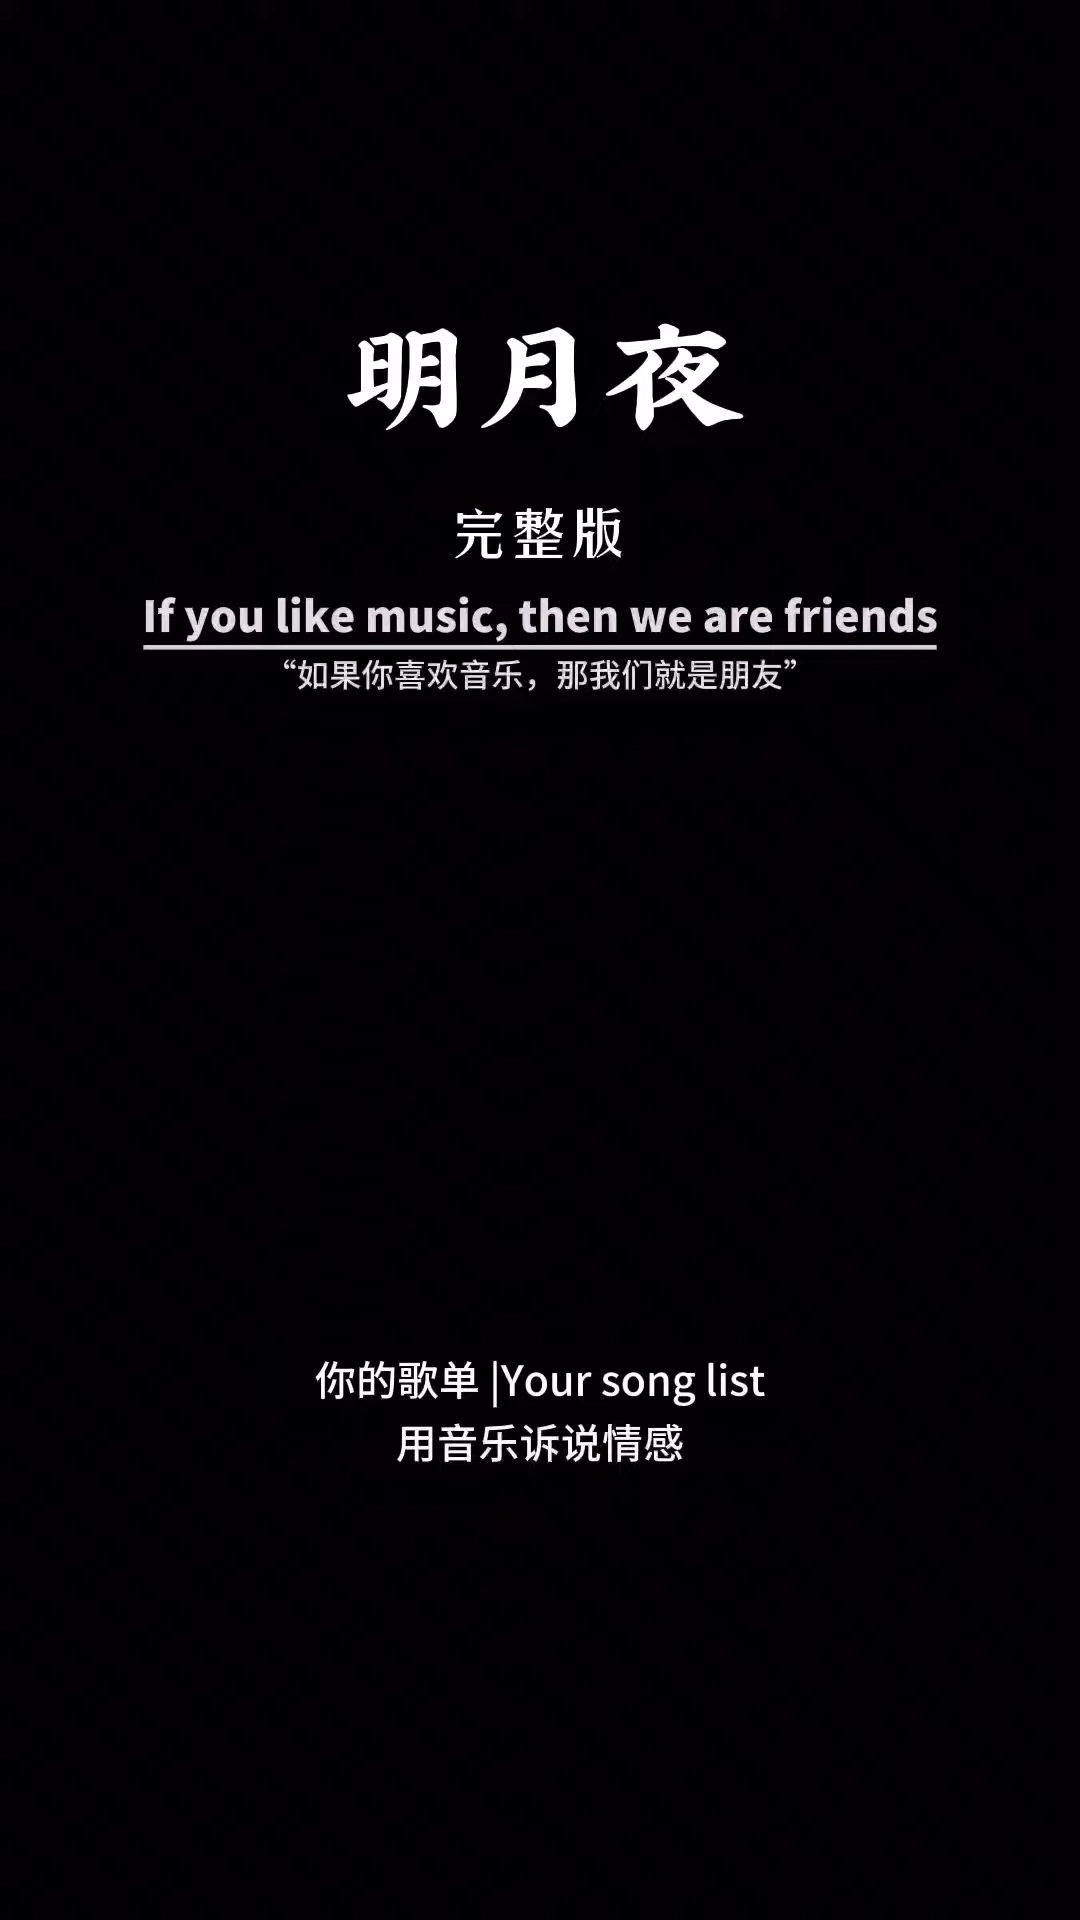 明月夜
完整版
If you like music, then we are friends
“如果你喜欢音乐，那我们就是朋友”
你的歌单 |Your song list
用音乐诉说情感